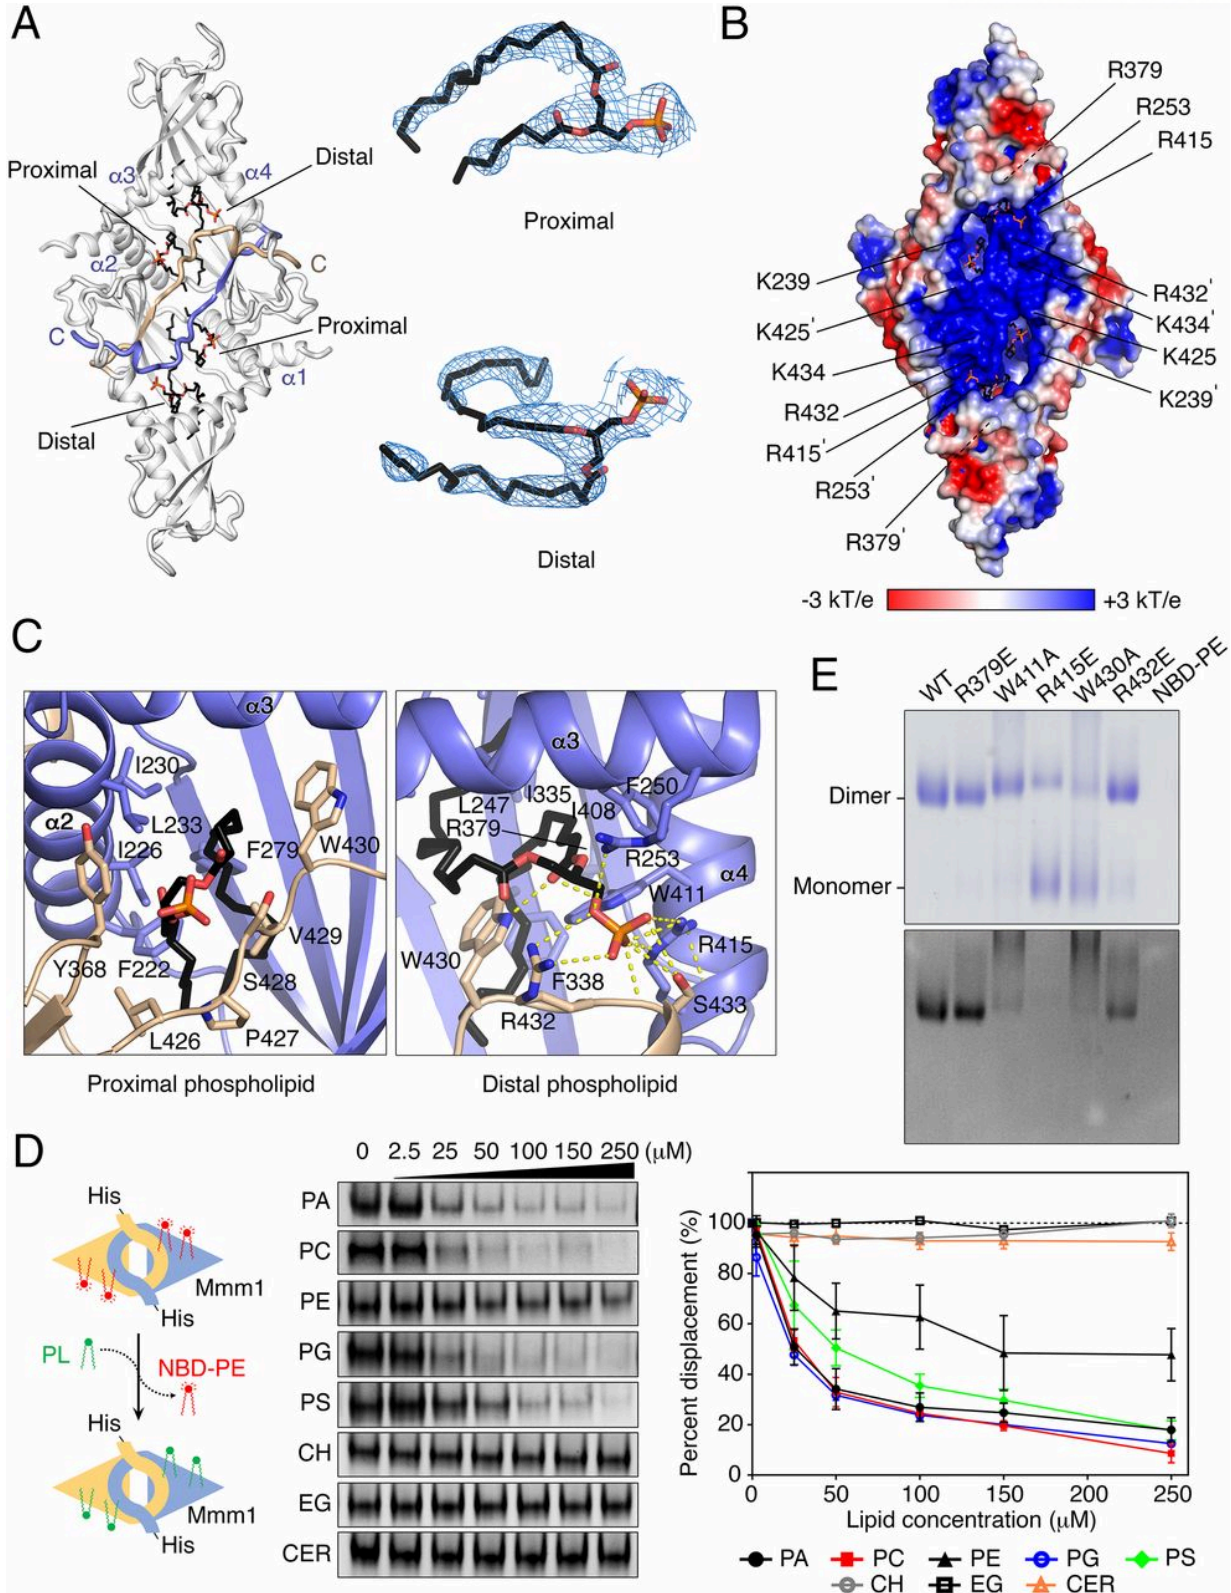 A
Proximal
α3
α4
Distal
α2
C
C
Proximal
α1
Distal
Proximal
Distal
B
R379
R253
R415
K239
K425'
K434
R432
R415'
R253'
R379'
R432'
K434'
K425
K239'
-3 kT/e
+3 kT/e
C
α3
I230
α2
L233
I226
F279
W430
V429
Y368
F222
S428
L426
P427
Proximal phospholipid
α3
F250
L247
I335
I408
R379
R253
W411
α4
W430
R415
F338
S433
R432
Distal phospholipid
E
WT
R379E
W411A
R415E
W430A
R432E
NBD-PE
Dimer
Monomer
D
His
Mmm1
His
PL
NBD-PE
His
Mmm1
His
0 2.5 25 50 100 150 250 (μM)
PA
PC
PE
PG
PS
CH
EG
CER
Percent displacement (%)
100
80
60
40
20
0
0 50 100 150 200 250
Lipid concentration (μM)
PA PC PE PG PS
CH EG CER